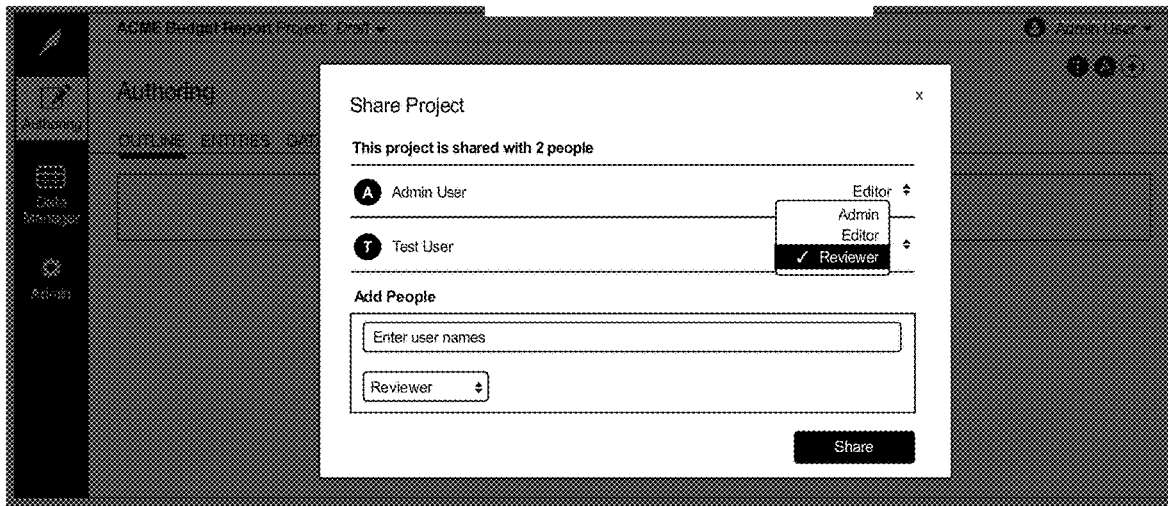 ACME Budget Report Project: Draft
A Admin User
T A +
Authoring
Authoring
OUTLINE ENTITIES DAT
Data
Manager
Admin
Share Project x
This project is shared with 2 people
A Admin User Editor
Admin
Editor
T Test User
✓ Reviewer
Add People
Enter user names
Reviewer
Share